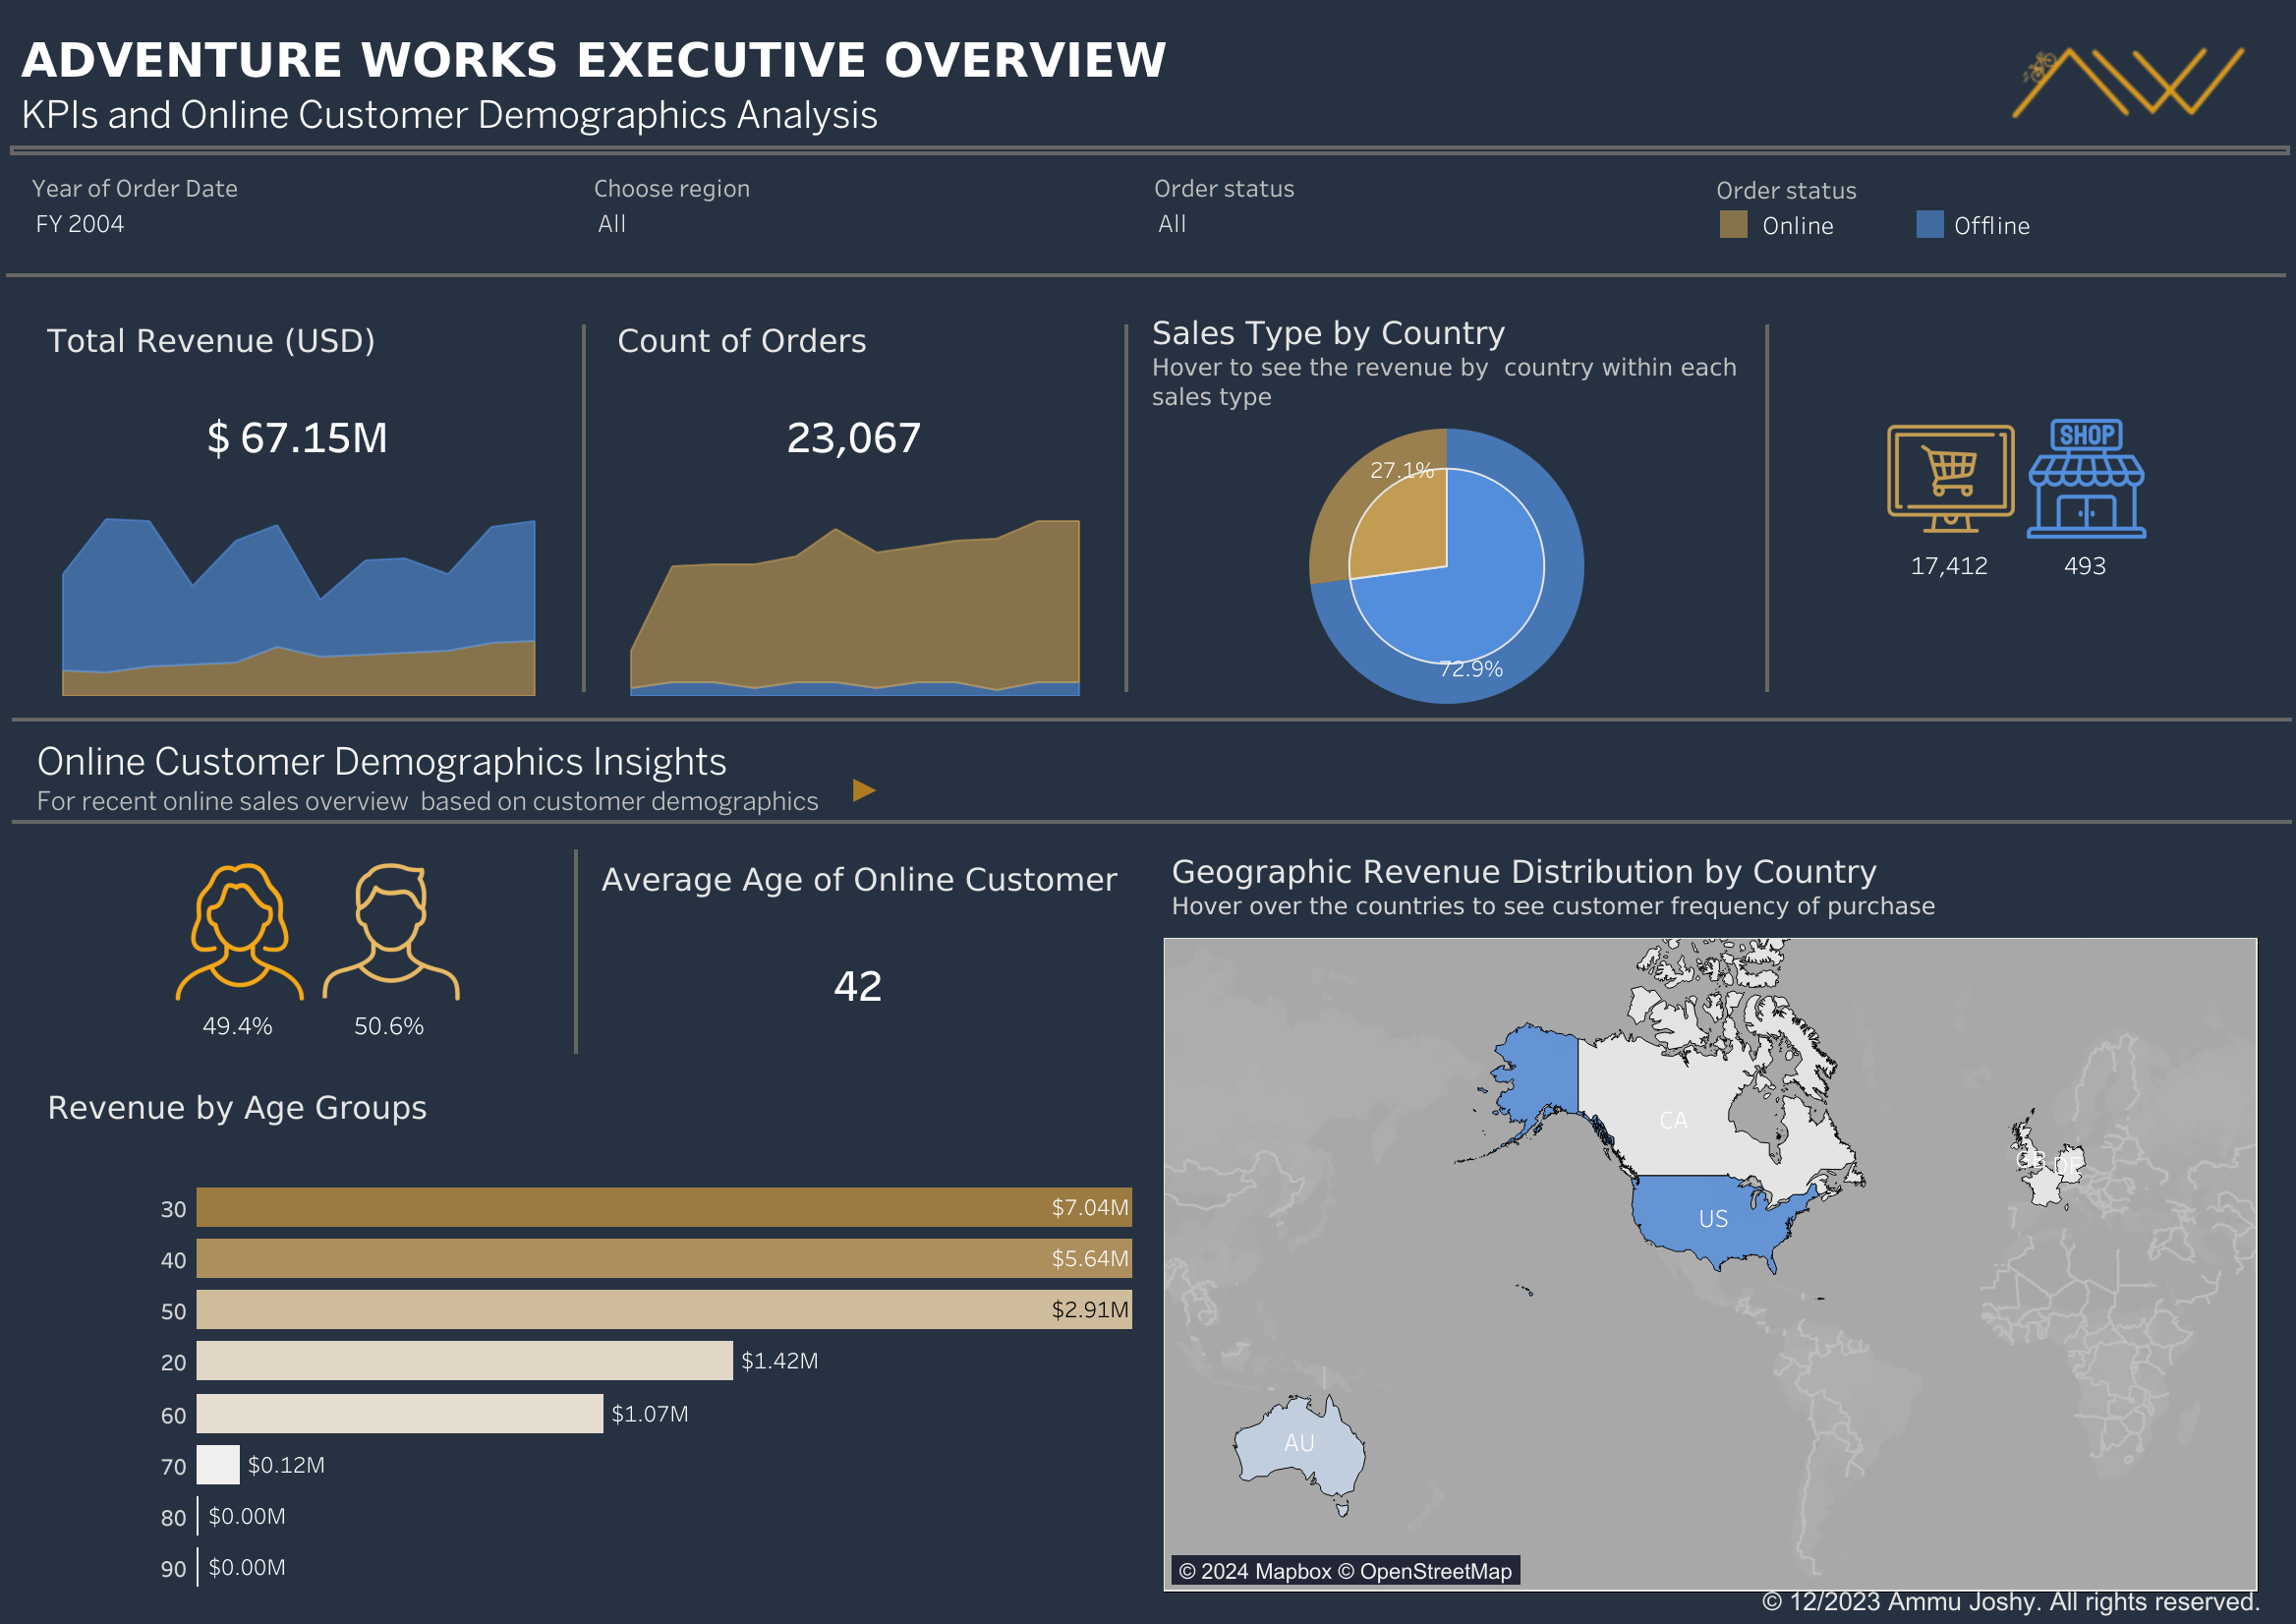 ADVENTURE WORKS EXECUTIVE OVERVIEW
KPIs and Online Customer Demographics Analysis
Year of Order Date
FY 2004
Choose region
All
Order status
All
Order status
Online
Offline
Total Revenue (USD)
$ 67.15M
Count of Orders
23,067
Sales Type by Country
Hover to see the revenue by  country within each
sales type
27.1%
72.9%
SHOP
17,412
493
Online Customer Demographics Insights
For recent online sales overview  based on customer demographics
49.4%
50.6%
Average Age of Online Customer
42
Revenue by Age Groups
30 $7.04M
40 $5.64M
50 $2.91M
20 $1.42M
60 $1.07M
70 $0.12M
80 $0.00M
90 $0.00M
Geographic Revenue Distribution by Country
Hover over the countries to see customer frequency of purchase
CA
GB
DE
US
AU
© 2024 Mapbox © OpenStreetMap
© 12/2023 Ammu Joshy. All rights reserved.